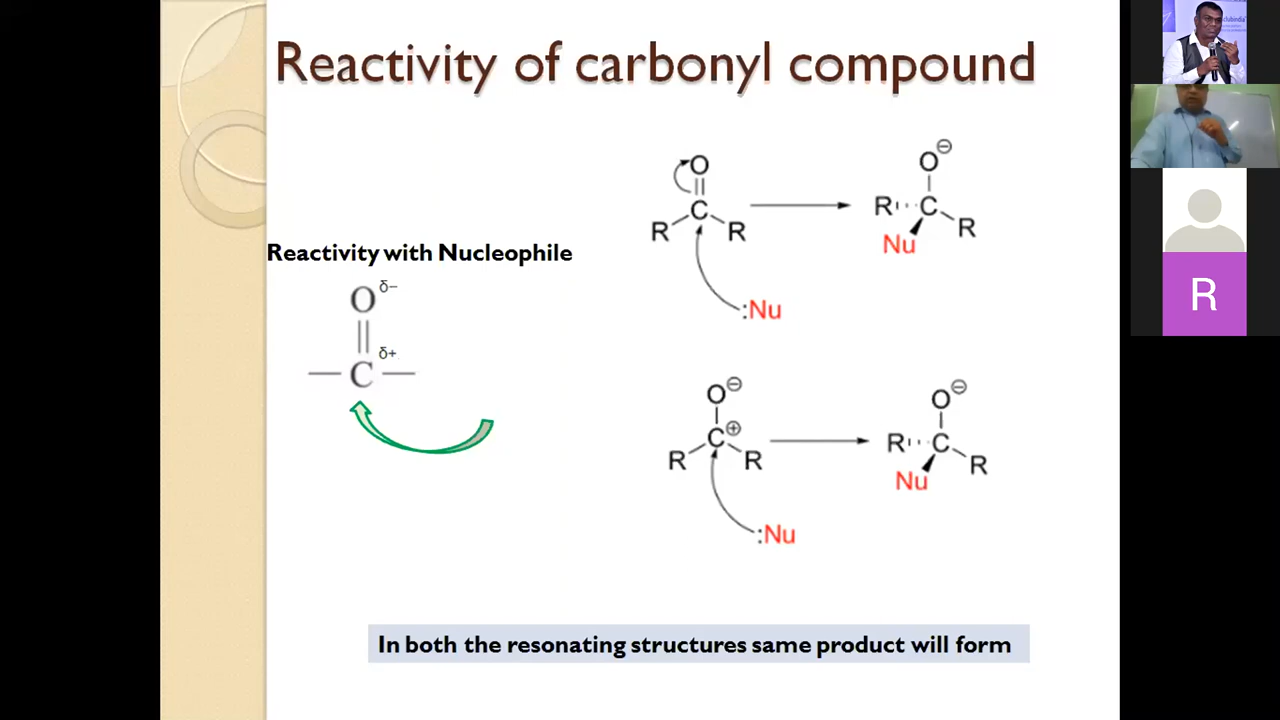 Reactivity of carbonyl compound
Reactivity with Nucleophile
O δ−
C δ+
O
C
R R
:Nu
O ⊖
R C R
Nu
O ⊖
C ⊕
R R
:Nu
O ⊖
R C R
Nu
In both the resonating structures same product will form
clubindia
R